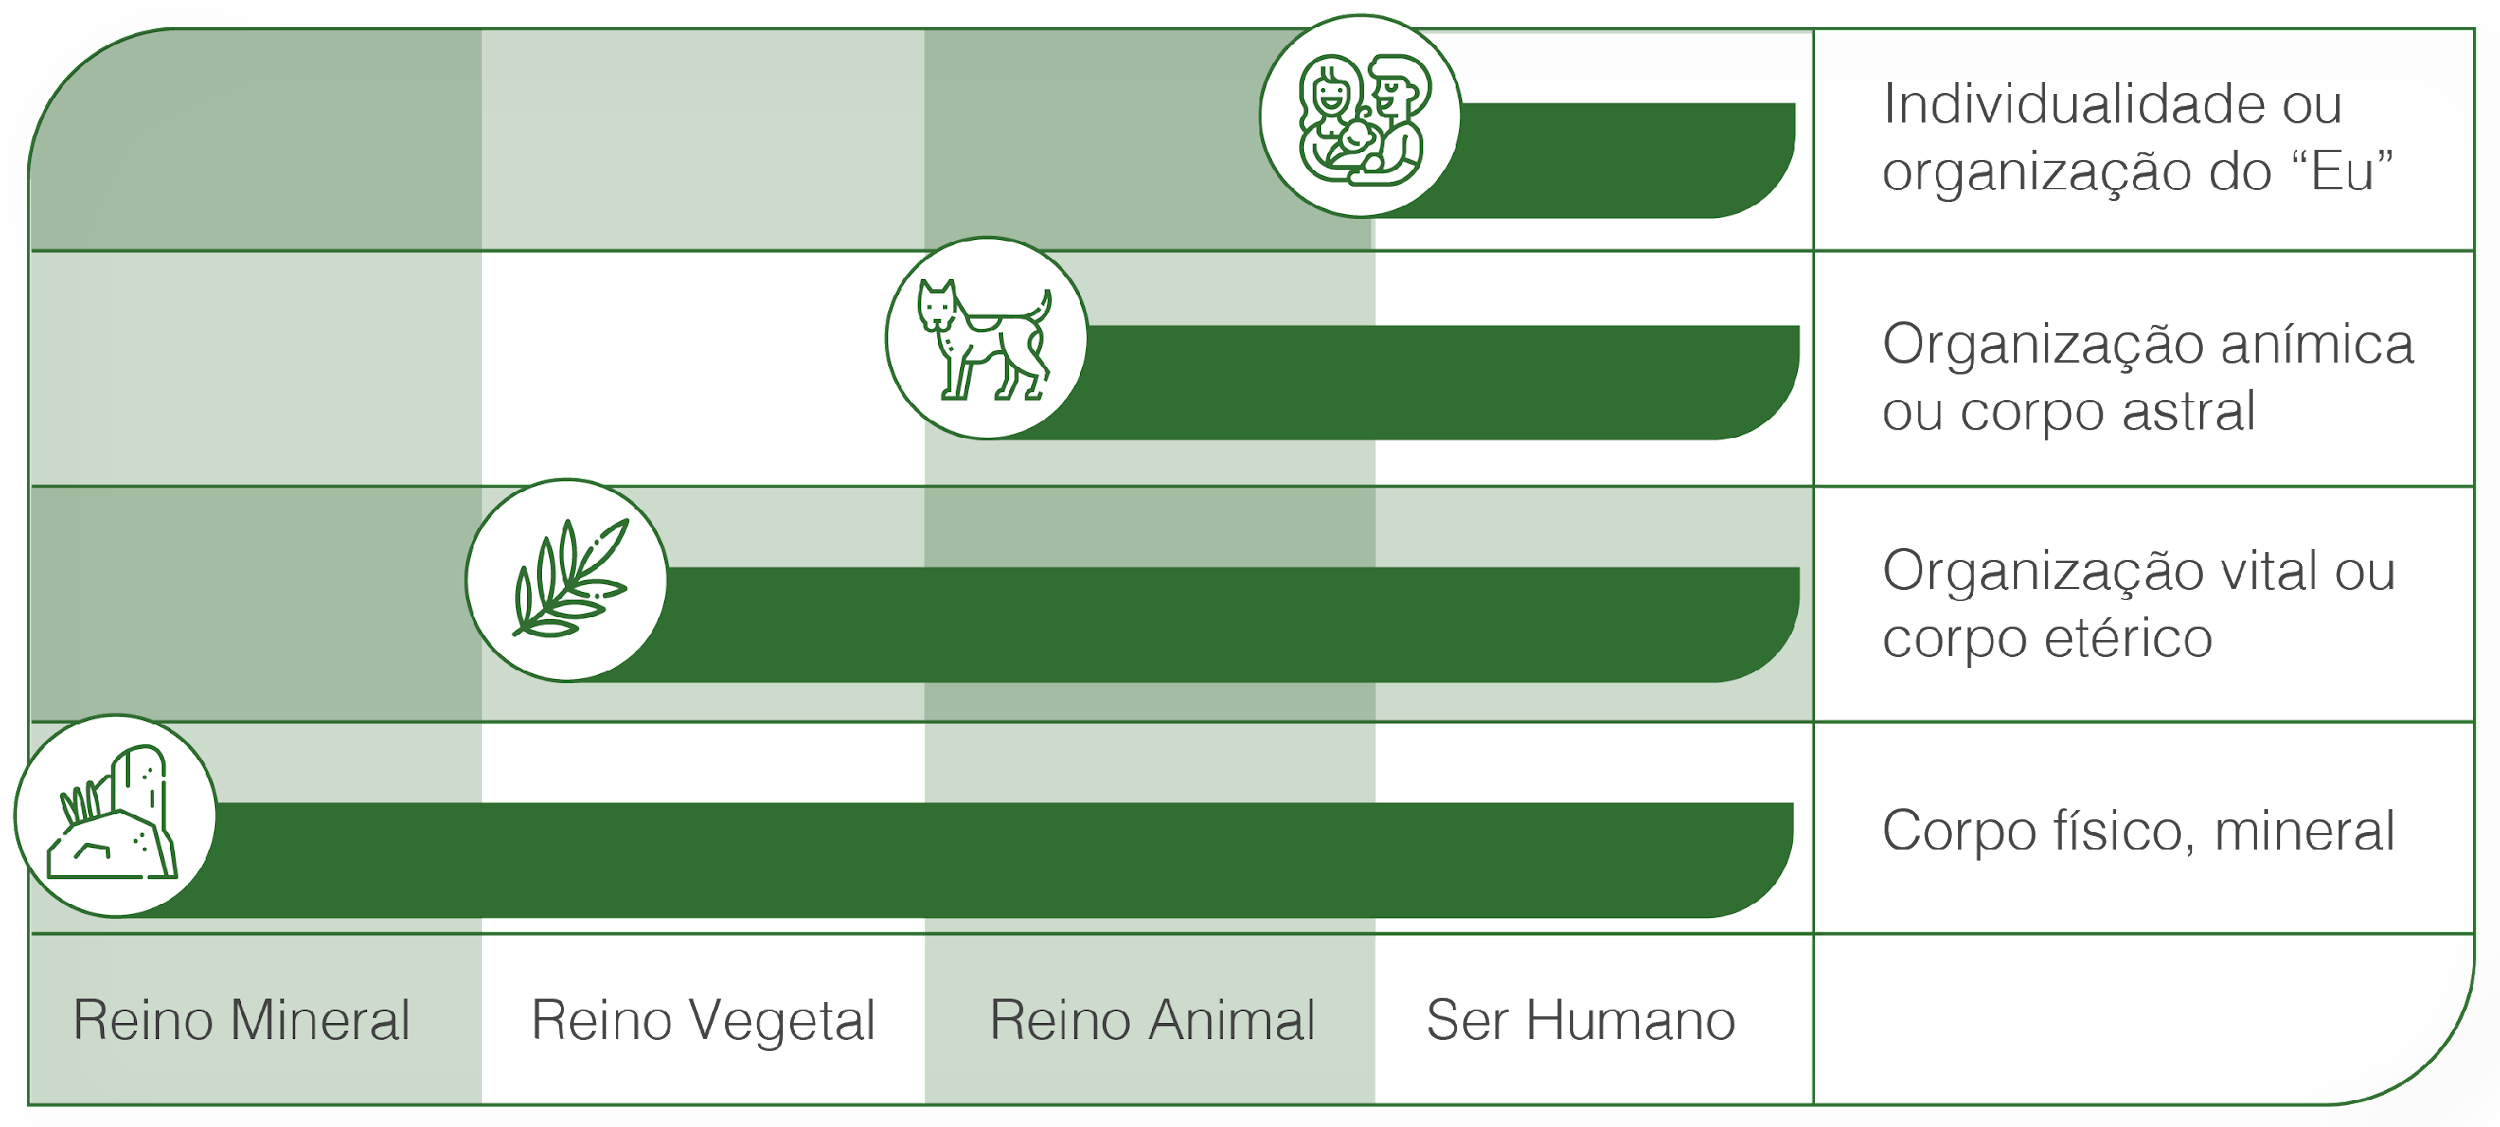 Individualidade ou
organização do “Eu”
Organização anímica
ou corpo astral
Organização vital ou
corpo etérico
Corpo físico, mineral
Reino Mineral
Reino Vegetal
Reino Animal
Ser Humano